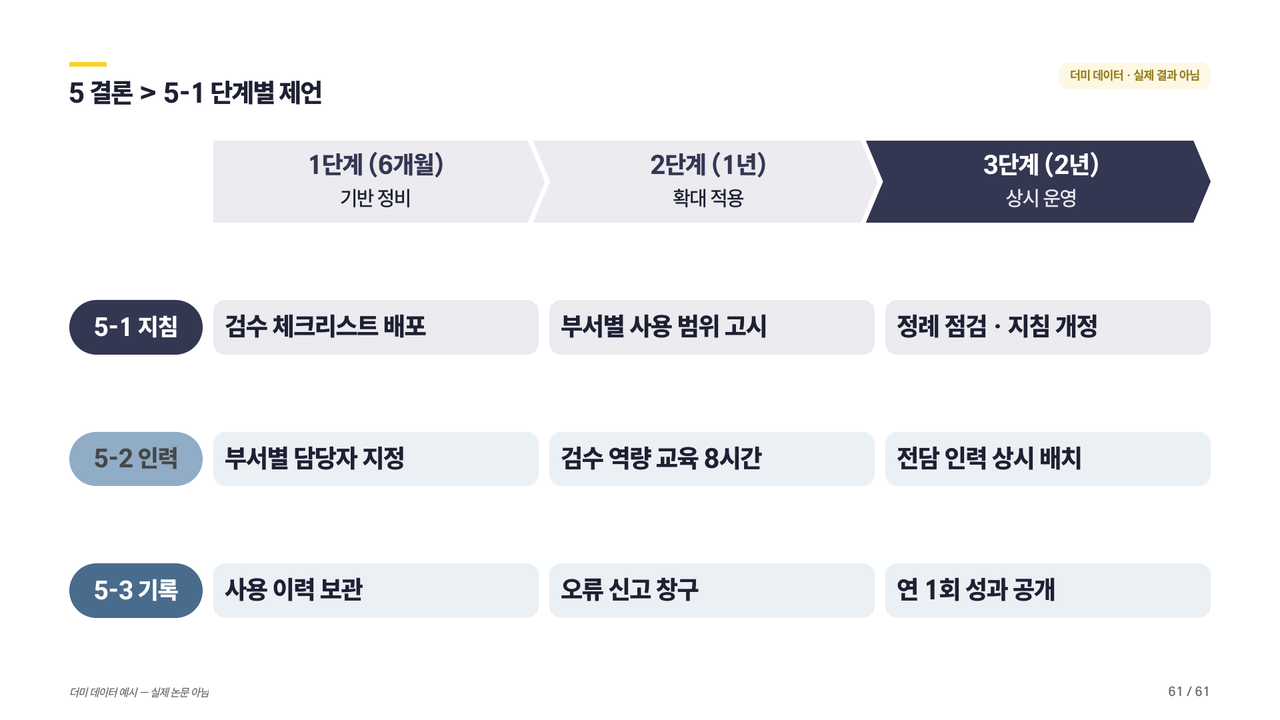 5 결론 > 5-1 단계별 제언
더미 데이터 · 실제 결과 아님
1단계 (6개월)
기반 정비
2단계 (1년)
확대 적용
3단계 (2년)
상시 운영
5-1 지침
검수 체크리스트 배포
부서별 사용 범위 고시
정례 점검 · 지침 개정
5-2 인력
부서별 담당자 지정
검수 역량 교육 8시간
전담 인력 상시 배치
5-3 기록
사용 이력 보관
오류 신고 창구
연 1회 성과 공개
더미 데이터 예시 — 실제 논문 아님
61 / 61